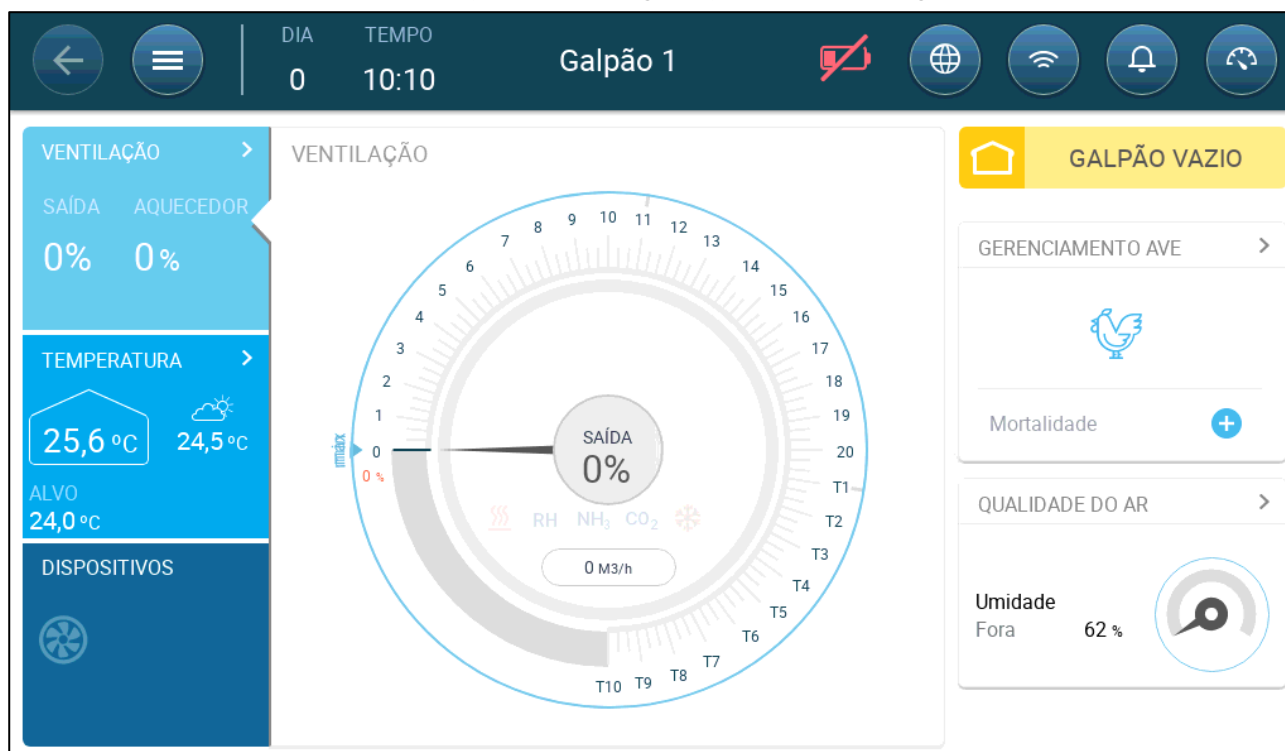 DIA TEMPO
0 10:10
Galpão 1
VENTILAÇÃO
SAÍDA AQUECEDOR
0% 0 %
TEMPERATURA
25,6 ºC 24,5 ºC
ALVO
24,0 ºC
DISPOSITIVOS
VENTILAÇÃO
0
1
2
3
4
5
6
7
8
9
10
11
12
13
14
15
16
17
18
19
20
T1
T2
T3
T4
T5
T6
T7
T8
T9
T10
0 %
SAÍDA
0%
RH NH₃ CO₂
0 M3/h
GALPÃO VAZIO
GERENCIAMENTO AVE
Mortalidade
QUALIDADE DO AR
Umidade
Fora 62 %